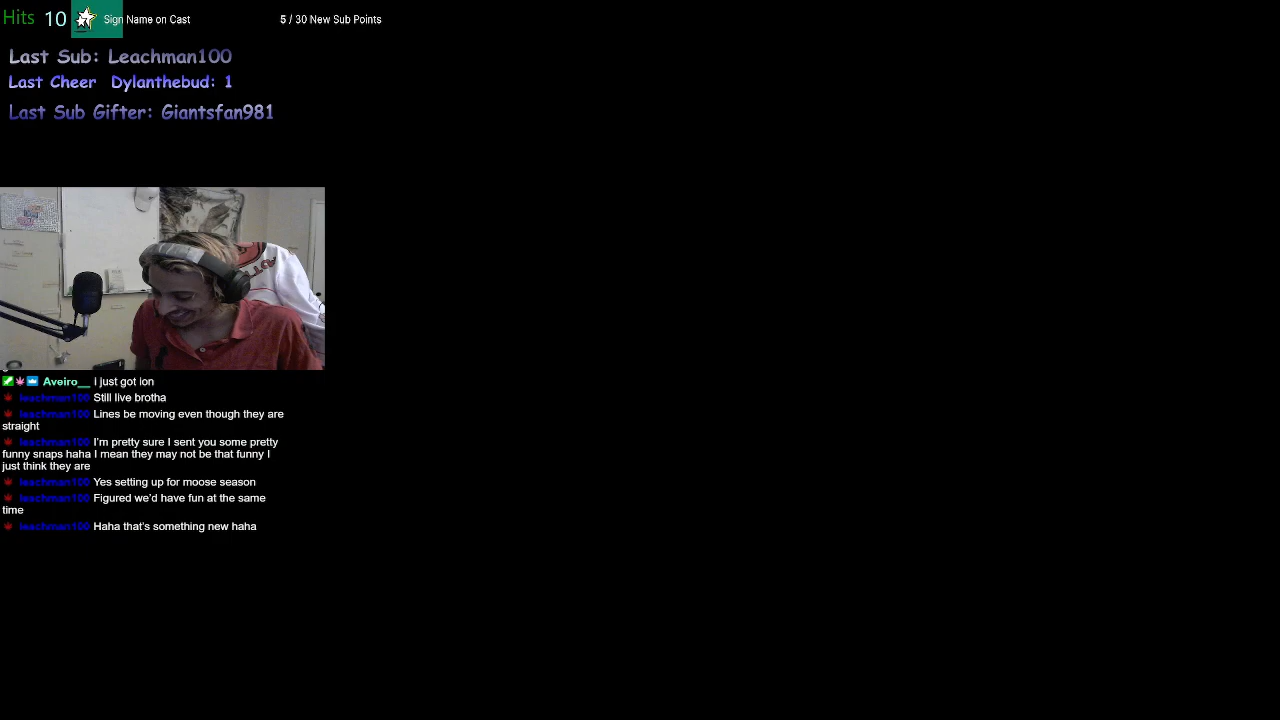 Hits 10 Sign Name on Cast 5 / 30 New Sub Points
Last Sub: Leachman100
Last Cheer Dylanthebud: 1
Last Sub Gifter: Giantsfan981
Aveiro__ I just got ion
leachman100 Still live brotha
leachman100 Lines be moving even though they are
straight
leachman100 I'm pretty sure I sent you some pretty
funny snaps haha I mean they may not be that funny I
just think they are
leachman100 Yes setting up for moose season
leachman100 Figured we'd have fun at the same
time
leachman100 Haha that's something new haha